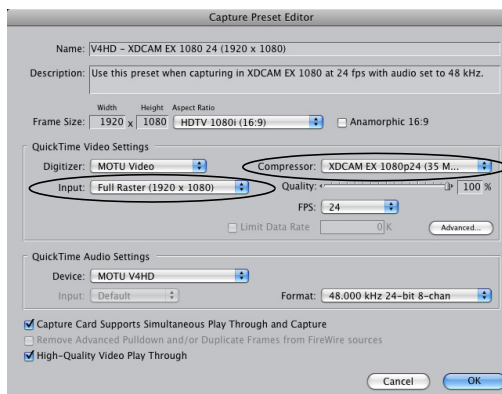 Capture Preset Editor
Name: V4HD – XDCAM EX 1080 24 (1920 x 1080)
Description: Use this preset when capturing in XDCAM EX 1080 at 24 fps with audio set to 48 kHz.
Width Height Aspect Ratio
Frame Size: 1920 x 1080 HDTV 1080i (16:9) Anamorphic 16:9
QuickTime Video Settings
Digitizer: MOTU Video Compressor: XDCAM EX 1080p24 (35 M...
Input: Full Raster (1920 x 1080) Quality: 100 %
FPS: 24
Limit Data Rate 0 K Advanced...
QuickTime Audio Settings
Device: MOTU V4HD
Input: Default Format: 48.000 kHz 24-bit 8-chan
Capture Card Supports Simultaneous Play Through and Capture
Remove Advanced Pulldown and/or Duplicate Frames from FireWire sources
High-Quality Video Play Through
Cancel OK